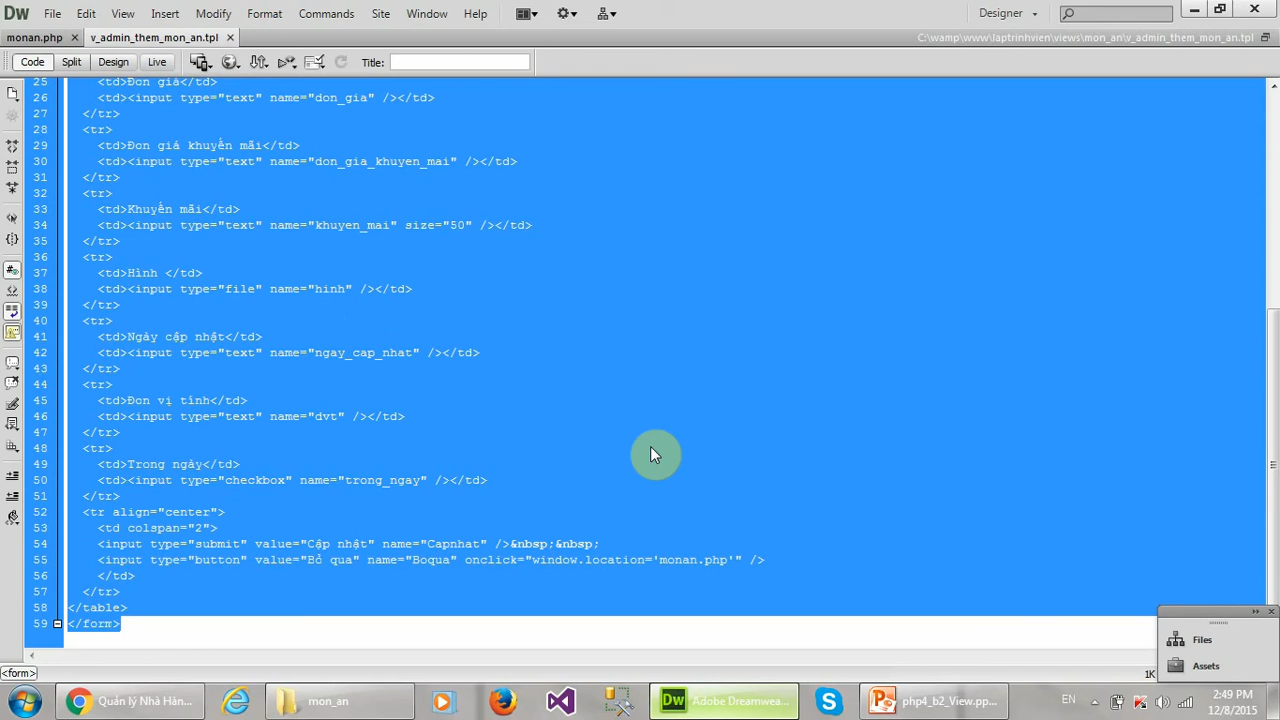 Dw File Edit View Insert Modify Format Commands Site Window Help Designer
monan.php × v_admin_them_mon_an.tpl × C:\wamp\www\laptrinhvien\views\mon_an\v_admin_them_mon_an.tpl
Code Split Design Live Title:
25 <td>Đơn giá</td>
26 <td><input type="text" name="don_gia" /></td>
27 </tr>
28 <tr>
29 <td>Đơn giá khuyến mãi</td>
30 <td><input type="text" name="don_gia_khuyen_mai" /></td>
31 </tr>
32 <tr>
33 <td>Khuyến mãi</td>
34 <td><input type="text" name="khuyen_mai" size="50" /></td>
35 </tr>
36 <tr>
37 <td>Hình </td>
38 <td><input type="file" name="hinh" /></td>
39 </tr>
40 <tr>
41 <td>Ngày cập nhật</td>
42 <td><input type="text" name="ngay_cap_nhat" /></td>
43 </tr>
44 <tr>
45 <td>Đơn vị tính</td>
46 <td><input type="text" name="dvt" /></td>
47 </tr>
48 <tr>
49 <td>Trong ngày</td>
50 <td><input type="checkbox" name="trong_ngay" /></td>
51 </tr>
52 <tr align="center">
53 <td colspan="2">
54 <input type="submit" value="Cập nhật" name="Capnhat" />&nbsp;&nbsp;
55 <input type="button" value="Bỏ qua" name="Boqua" onclick="window.location='monan.php'" />
56 </td>
57 </tr>
58 </table>
59 </form>
Files
Assets
<form> 1K
Quản lý Nhà Hàn... mon_an Dw Adobe Dreamwea... php4_b2_View.pp... EN 2:49 PM
12/8/2015